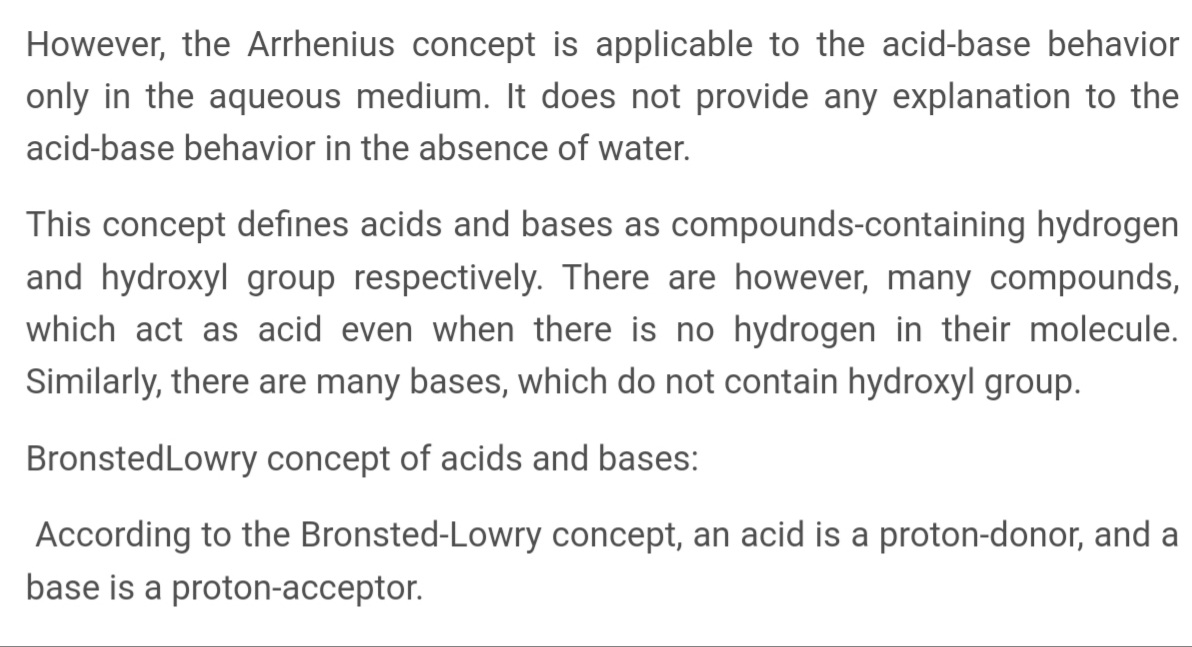 However, the Arrhenius concept is applicable to the acid-base behavior
only in the aqueous medium. It does not provide any explanation to the
acid-base behavior in the absence of water.
This concept defines acids and bases as compounds-containing hydrogen
and hydroxyl group respectively. There are however, many compounds,
which act as acid even when there is no hydrogen in their molecule.
Similarly, there are many bases, which do not contain hydroxyl group.
BronstedLowry concept of acids and bases:
According to the Bronsted-Lowry concept, an acid is a proton-donor, and a
base is a proton-acceptor.